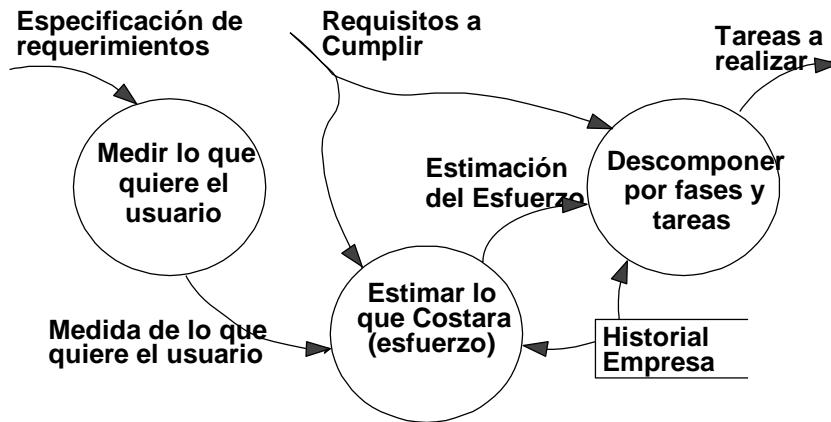 Especificación de
requerimientos
Requisitos a
Cumplir
Tareas a
realizar
Medir lo que
quiere el
usuario
Estimación
del Esfuerzo
Descomponer
por fases y
tareas
Medida de lo que
quiere el usuario
Estimar lo
que Costara
(esfuerzo)
Historial
Empresa